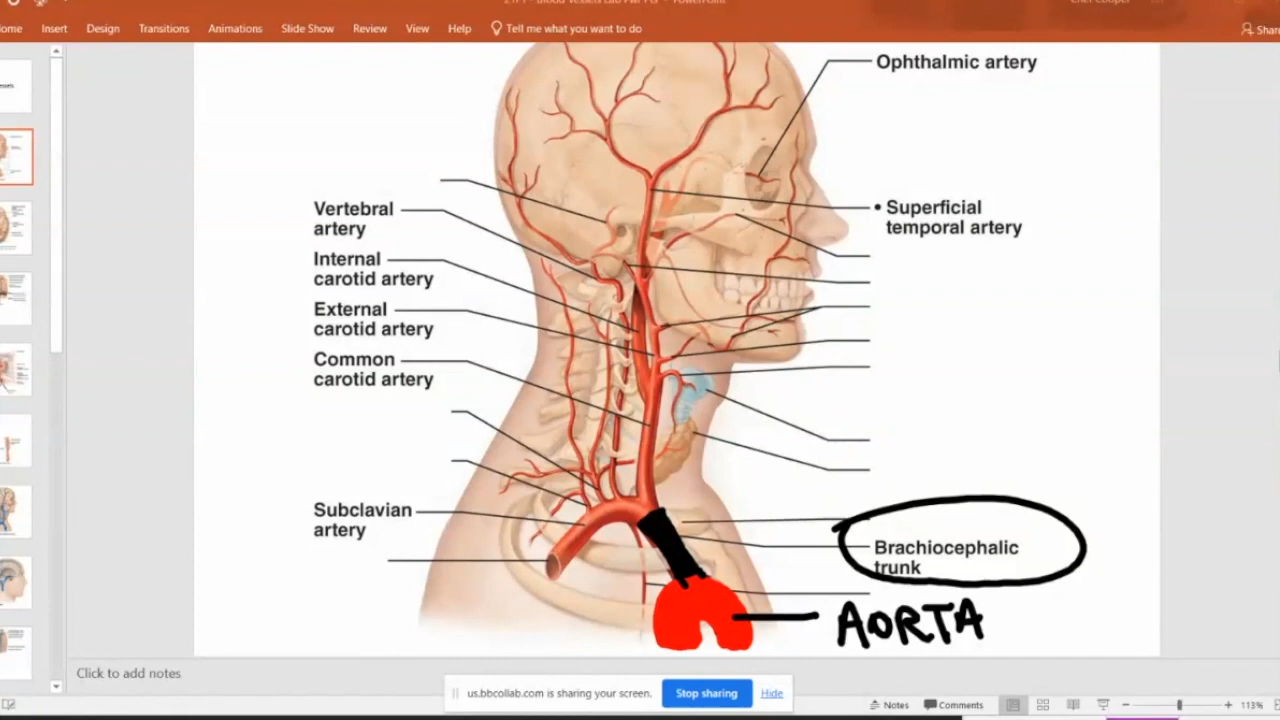 Home Insert Design Transitions Animations Slide Show Review View Help Tell me what you want to do Share
Ophthalmic artery
• Superficial
temporal artery
Vertebral
artery
Internal
carotid artery
External
carotid artery
Common
carotid artery
Subclavian
artery
Brachiocephalic
trunk
AORTA
Click to add notes
us.bbcollab.com is sharing your screen. Stop sharing Hide
Notes Comments 113%